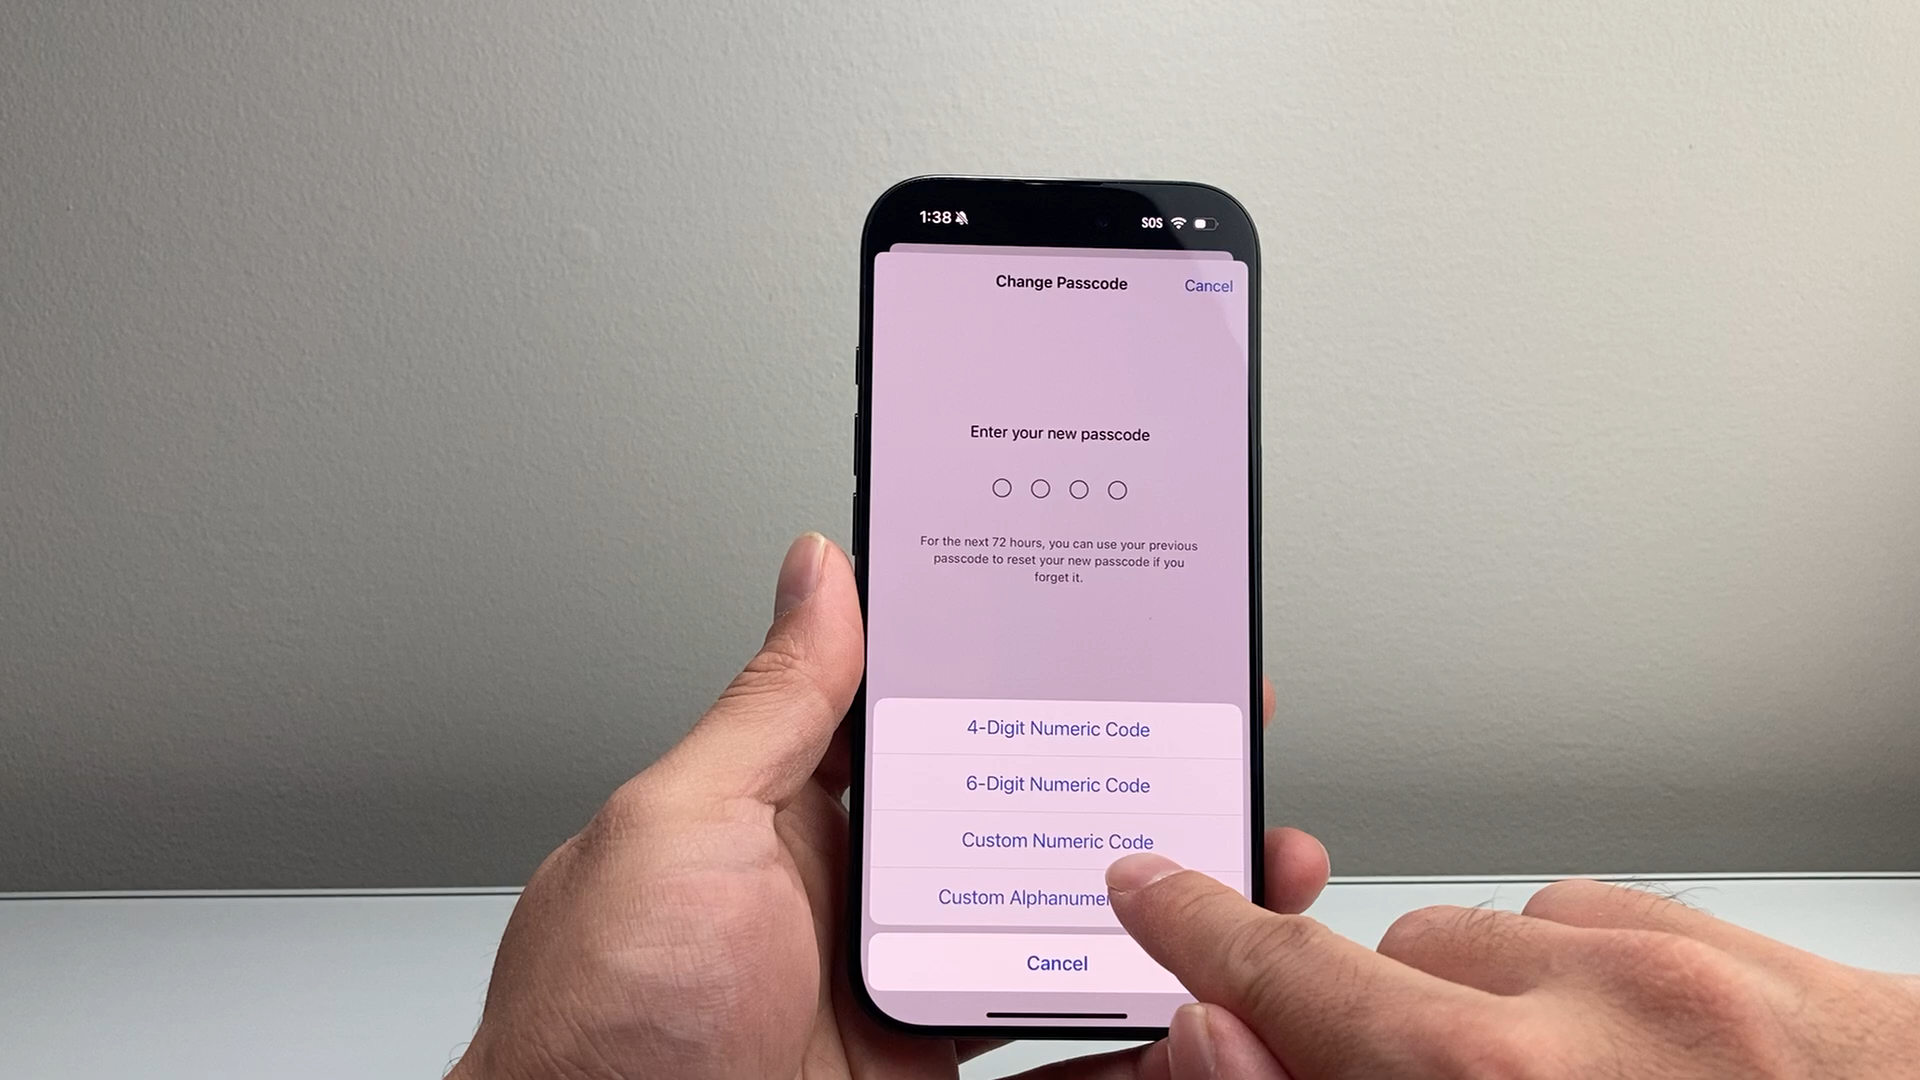 1:38
SOS
Change Passcode
Cancel
Enter your new passcode
For the next 72 hours, you can use your previous
passcode to reset your new passcode if you
forget it.
4-Digit Numeric Code
6-Digit Numeric Code
Custom Numeric Code
Custom
Cancel